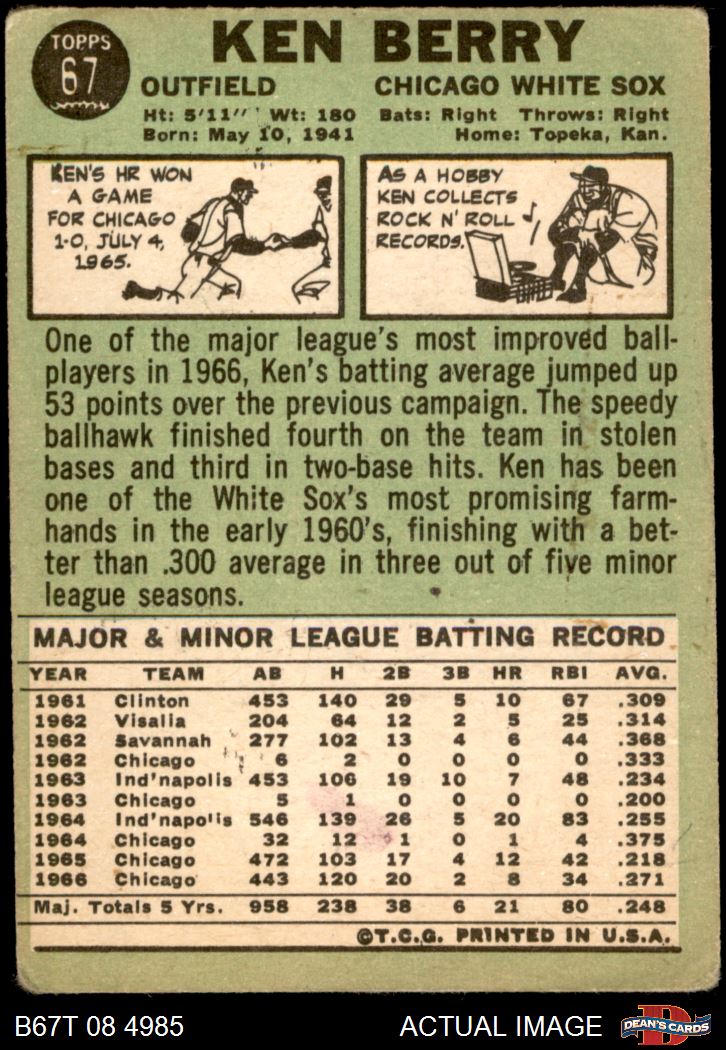 TOPPS
67
KEN BERRY
OUTFIELD CHICAGO WHITE SOX
Ht: 5'11" Wt: 180 Bats: Right Throws: Right
Born: May 10, 1941 Home: Topeka, Kan.
KEN'S HR WON
A GAME
FOR CHICAGO
1-0, JULY 4,
1965.
AS A HOBBY
KEN COLLECTS
ROCK N' ROLL
RECORDS.
One of the major league's most improved ball-
players in 1966, Ken's batting average jumped up
53 points over the previous campaign. The speedy
ballhawk finished fourth on the team in stolen
bases and third in two-base hits. Ken has been
one of the White Sox's most promising farm-
hands in the early 1960's, finishing with a bet-
ter than .300 average in three out of five minor
league seasons.
MAJOR & MINOR LEAGUE BATTING RECORD
YEAR TEAM AB H 2B 3B HR RBI AVG.
1961 Clinton 453 140 29 5 10 67 .309
1962 Visalia 204 64 12 2 5 25 .314
1962 Savannah 277 102 13 4 6 44 .368
1962 Chicago 6 2 0 0 0 0 .333
1963 Ind'napolis 453 106 19 10 7 48 .234
1963 Chicago 5 1 0 0 0 0 .200
1964 Ind'napolis 546 139 26 5 20 83 .255
1964 Chicago 32 12 1 0 1 4 .375
1965 Chicago 472 103 17 4 12 42 .218
1966 Chicago 443 120 20 2 8 34 .271
Maj. Totals 5 Yrs. 958 238 38 6 21 80 .248
©T.C.G. PRINTED IN U.S.A.
B67T 08 4985 ACTUAL IMAGE
D
DEAN'S CARDS